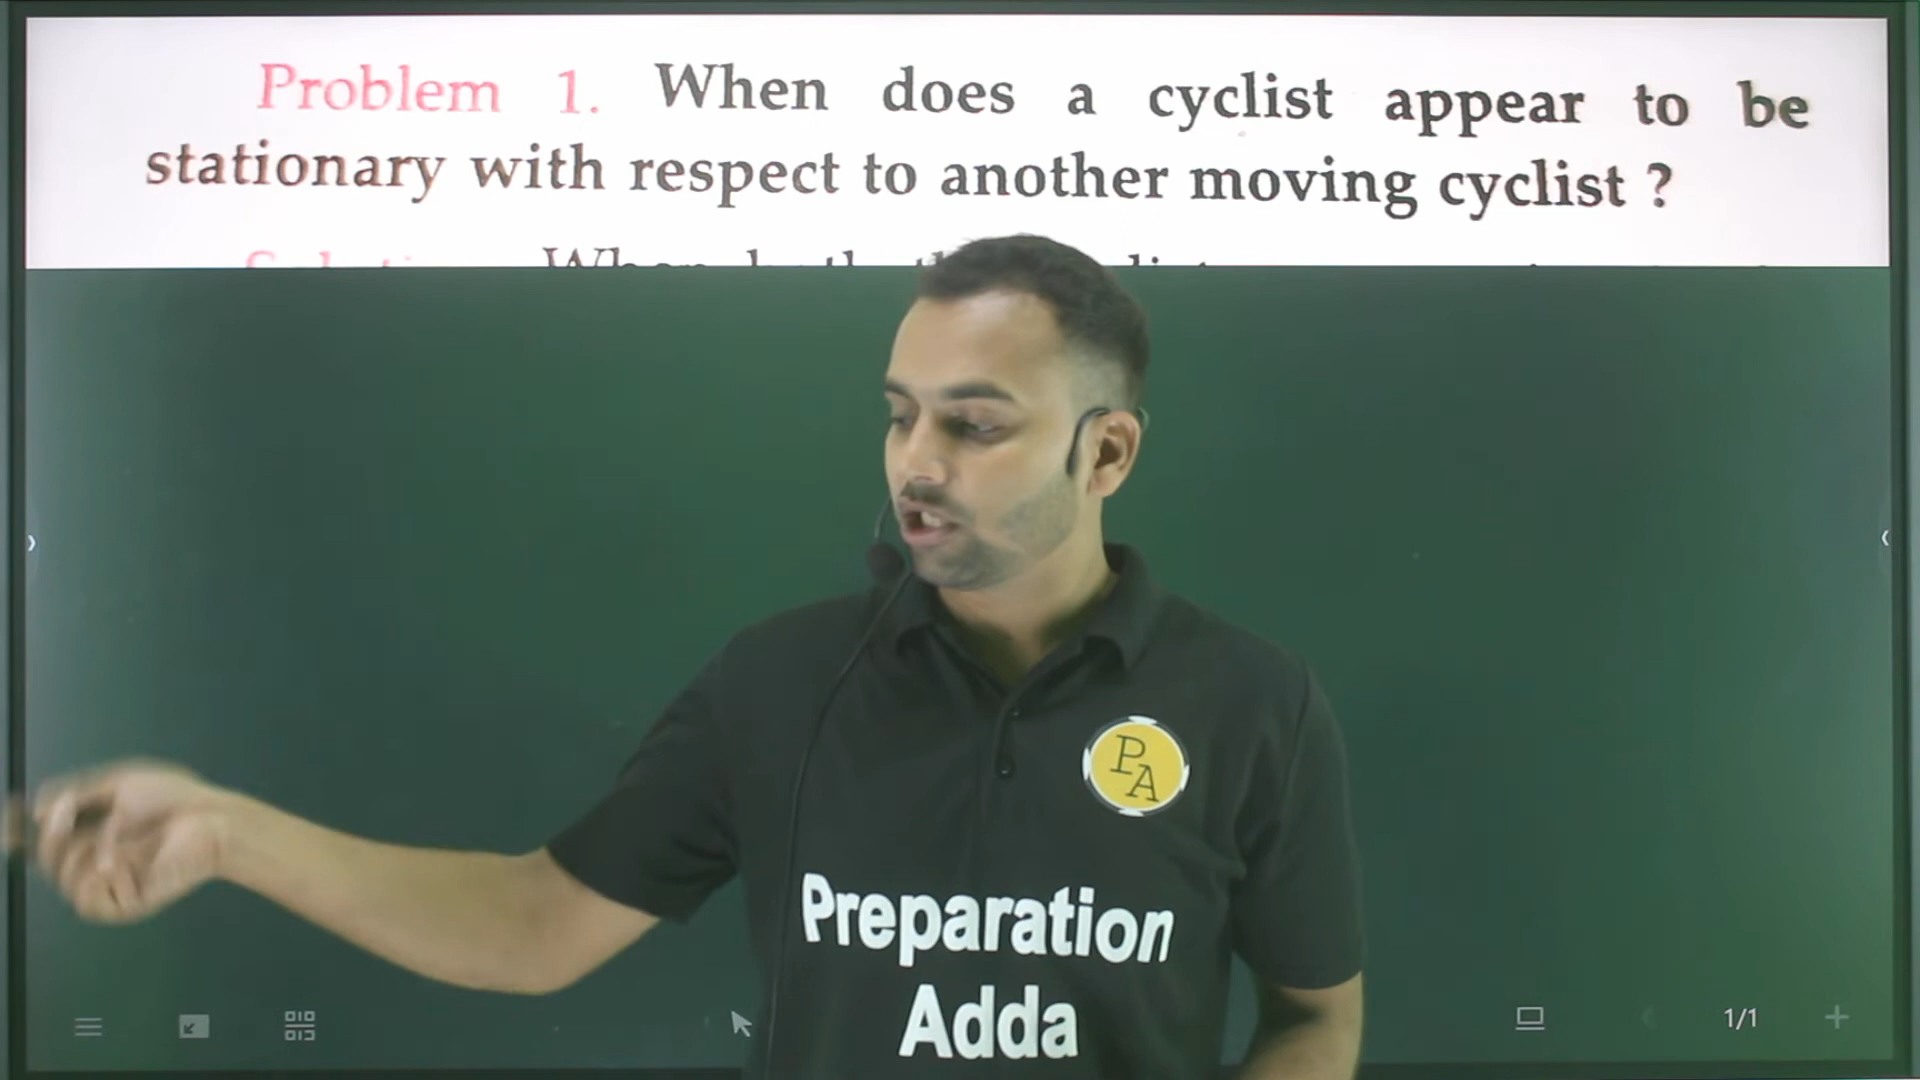 Problem 1. When does a cyclist appear to be
stationary with respect to another moving cyclist ?
PA
Preparation
Adda
1/1